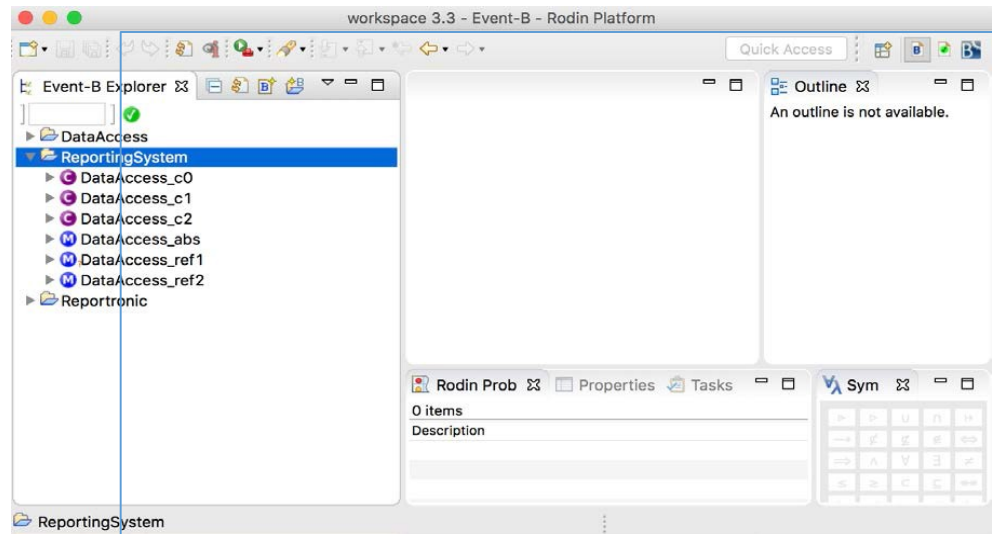 workspace 3.3 - Event-B - Rodin Platform
Quick Access
Event-B Explorer
DataAccess
ReportingSystem
DataAccess_c0
DataAccess_c1
DataAccess_c2
DataAccess_abs
DataAccess_ref1
DataAccess_ref2
Reportronic
Outline
An outline is not available.
Rodin Prob Properties Tasks
0 items
Description
Sym
ReportingSystem